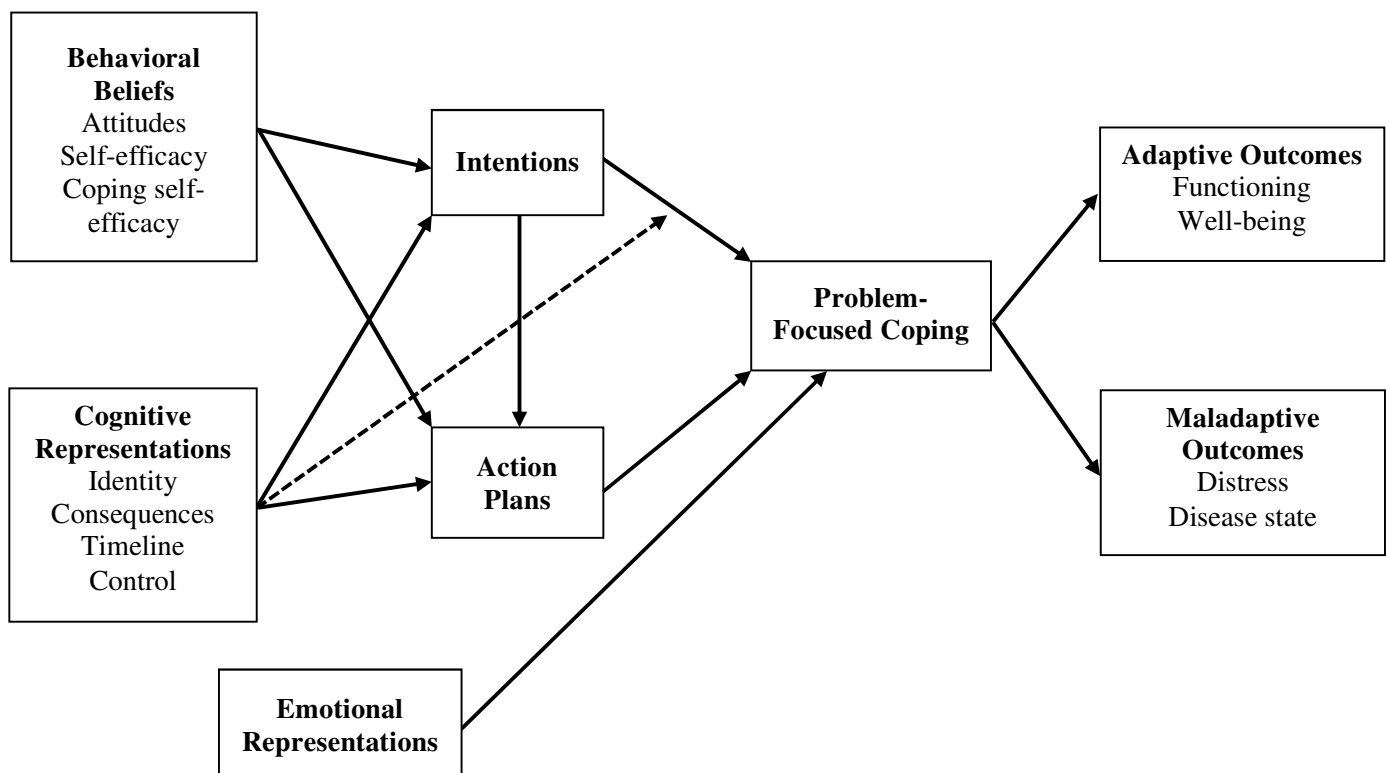 Behavioral
Beliefs
Attitudes
Self-efficacy
Coping self-
efficacy
Intentions
Adaptive Outcomes
Functioning
Well-being
Problem-
Focused Coping
Cognitive
Representations
Identity
Consequences
Timeline
Control
Action
Plans
Maladaptive
Outcomes
Distress
Disease state
Emotional
Representations